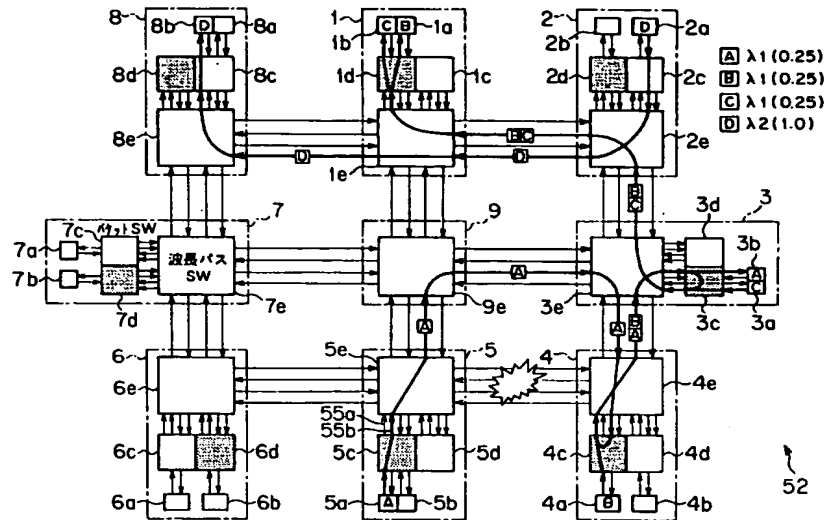 8 8b D 8a 1 C B 1a 2 D 2a
1b 2b
8d 8c 1d 1c 2d 2c
A λ1(0.25)
B λ1(0.25)
C λ1(0.25)
D λ2(1.0)
8e B C 2e
D 1e D
B C
7 9 3d 3
7c パケットSW
7a 波長パス SW A 3b A
7b C
7d 7e 9e 3e 3c 3a
A A B A
6 5e 5 4
6e 4e
55a
55b
6c 6d 5c 5d 4c 4d
52
6a 6b 5a A 5b 4a B 4b